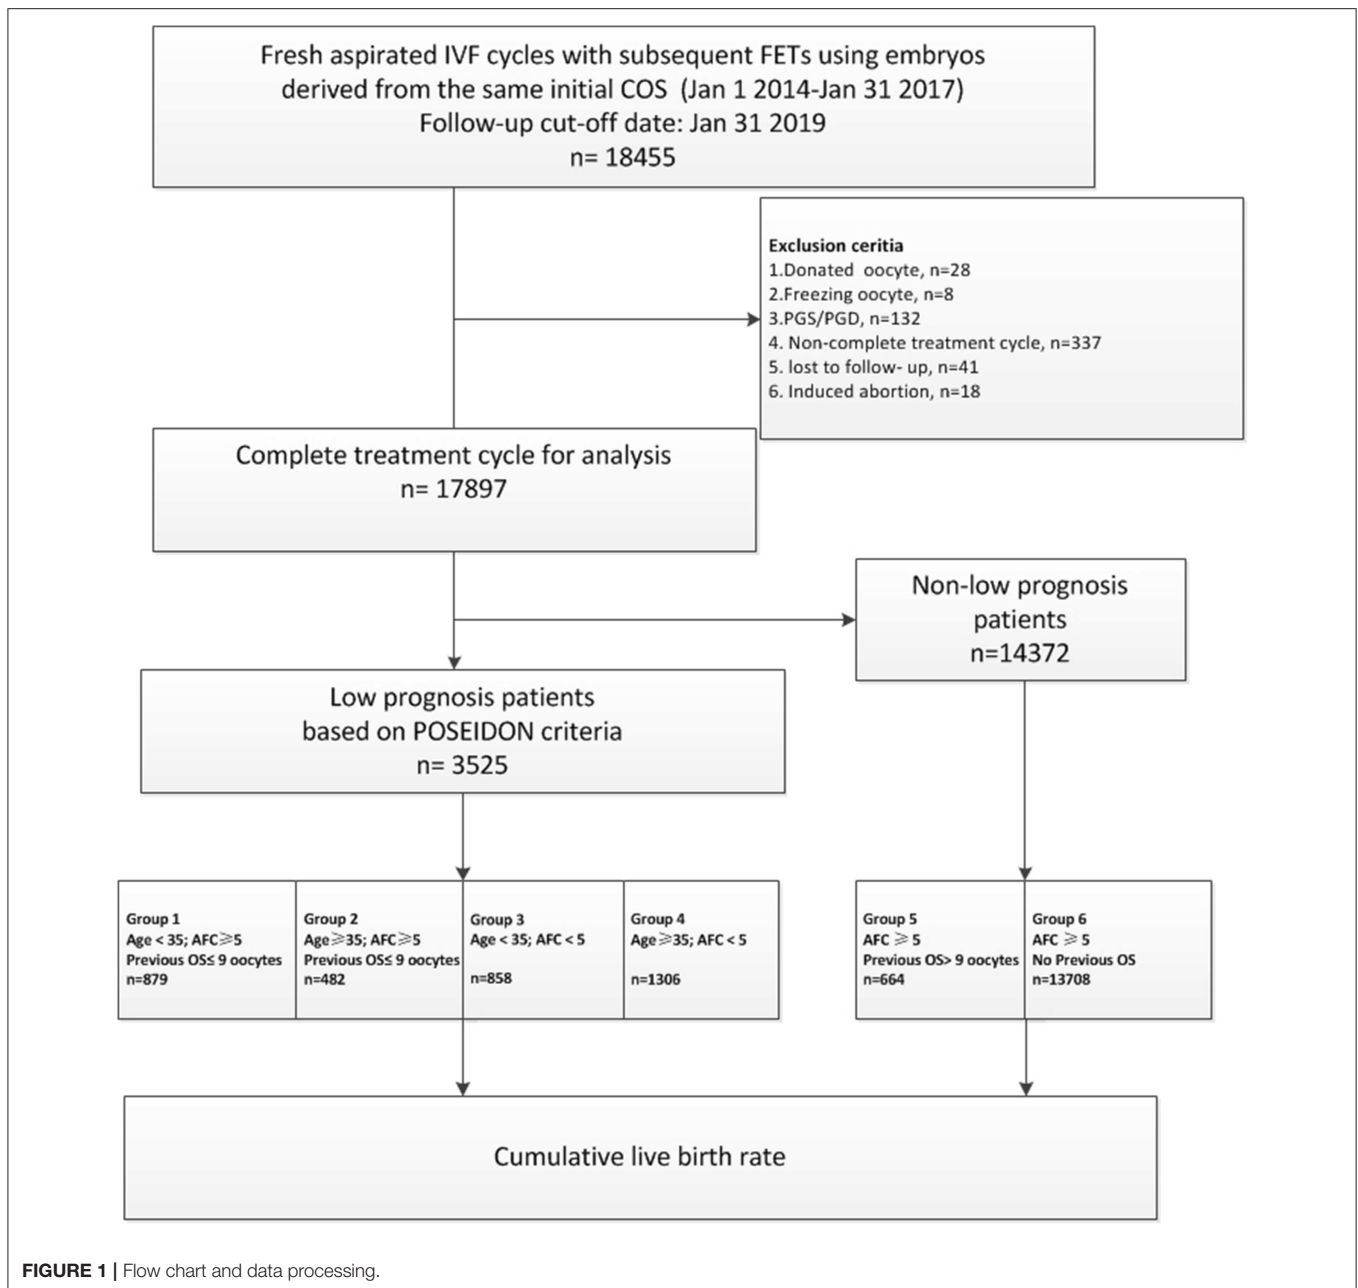 Fresh aspirated IVF cycles with subsequent FETs using embryos
derived from the same initial COS (Jan 1 2014-Jan 31 2017)
Follow-up cut-off date: Jan 31 2019
n= 18455
Exclusion ceritia
1.Donated oocyte, n=28
2.Freezing oocyte, n=8
3.PGS/PGD, n=132
4. Non-complete treatment cycle, n=337
5. lost to follow- up, n=41
6. Induced abortion, n=18
Complete treatment cycle for analysis
n= 17897
Non-low prognosis
patients
n=14372
Low prognosis patients
based on POSEIDON criteria
n= 3525
Group 1
Age < 35; AFC≥5
Previous OS≤ 9 oocytes
n=879
Group 2
Age≥35; AFC≥5
Previous OS≤ 9 oocytes
n=482
Group 3
Age < 35; AFC < 5
n=858
Group 4
Age≥35; AFC < 5
n=1306
Group 5
AFC ≥ 5
Previous OS> 9 oocytes
n=664
Group 6
AFC ≥ 5
No Previous OS
n=13708
Cumulative live birth rate
FIGURE 1 | Flow chart and data processing.